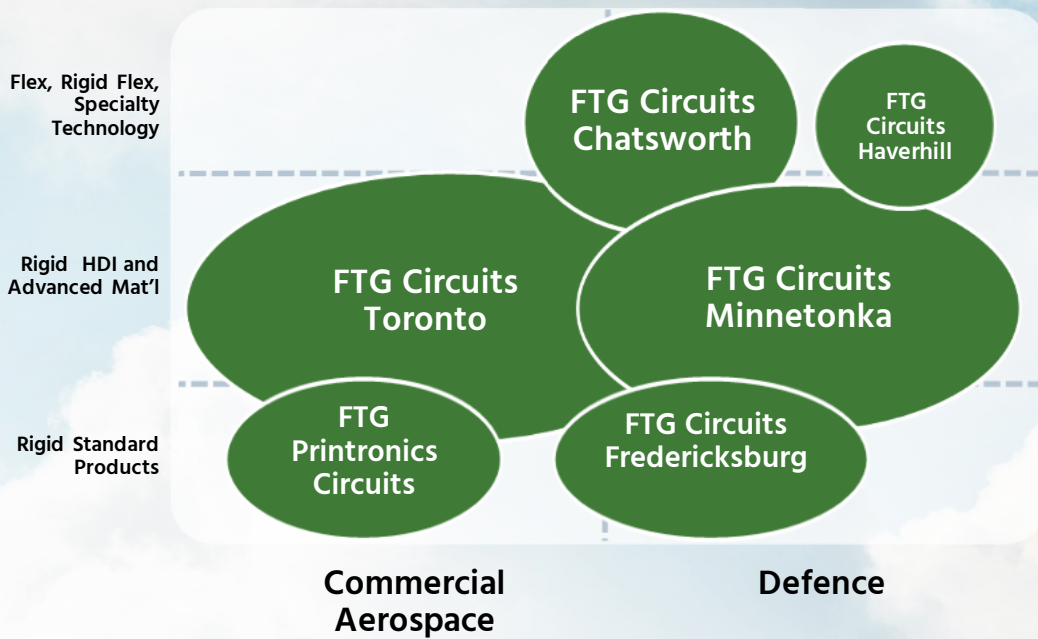 Flex, Rigid Flex,
Specialty
Technology
FTG Circuits
Chatsworth
FTG
Circuits
Haverhill
Rigid HDI and
Advanced Mat'l
FTG Circuits
Toronto
FTG Circuits
Minnetonka
Rigid Standard
Products
FTG
Printronics
Circuits
FTG Circuits
Fredericksburg
Commercial
Aerospace
Defence